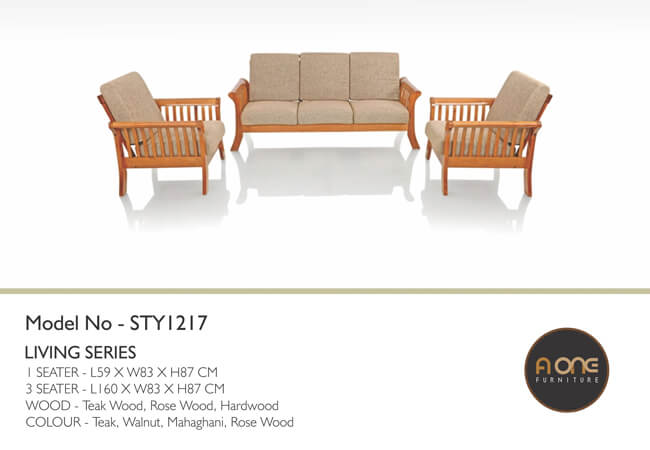 Model No - STY1217
LIVING SERIES
1 SEATER - L59 X W83 X H87 CM
3 SEATER - L160 X W83 X H87 CM
WOOD - Teak Wood, Rose Wood, Hardwood
COLOUR - Teak, Walnut, Mahaghani, Rose Wood
A ONE
FURNITURE